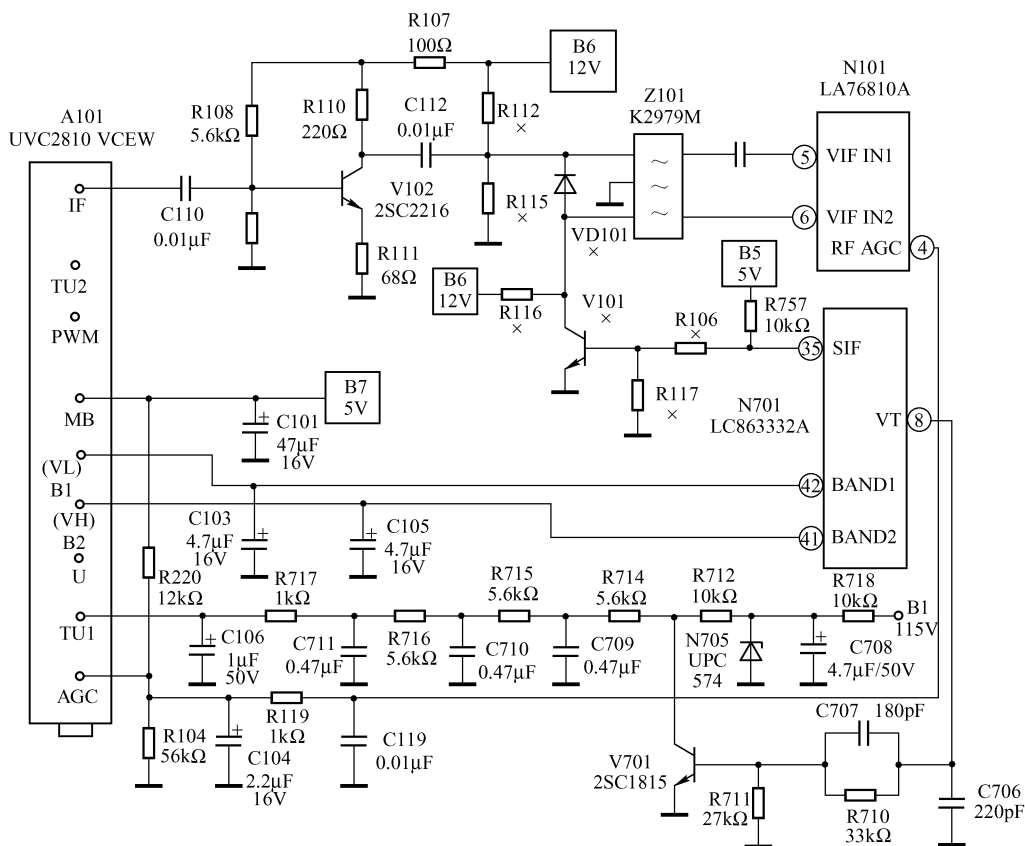 R107
100Ω
B6
12V
N101
LA76810A
A101
UVC2810 VCEW
R108
5.6kΩ
R110
220Ω
C112
0.01μF
R112
×
Z101
K2979M
5
VIF IN1
IF
C110
0.01μF
V102
2SC2216
R115
×
~
~
~
6
VIF IN2
RF AGC
4
TU2
R111
68Ω
VD101
×
B5
5V
B6
12V
R116
×
V101
×
R106
×
R757
10kΩ
PWM
35
SIF
B7
5V
R117
×
N701
LC863332A
VT
8
MB
C101
47μF
16V
+
(VL)
B1
42
BAND1
(VH)
B2
C103
4.7μF
16V
+
C105
4.7μF
16V
+
41
BAND2
U
R220
12kΩ
R717
1kΩ
R715
5.6kΩ
R714
5.6kΩ
R712
10kΩ
R718
10kΩ
B1
115V
TU1
C106
1μF
50V
+
C711
0.47μF
R716
5.6kΩ
C710
0.47μF
C709
0.47μF
N705
UPC
574
+
C708
4.7μF/50V
AGC
R119
1kΩ
R104
56kΩ
+
C104
2.2μF
16V
C119
0.01μF
C707
180pF
V701
2SC1815
R711
27kΩ
R710
33kΩ
C706
220pF